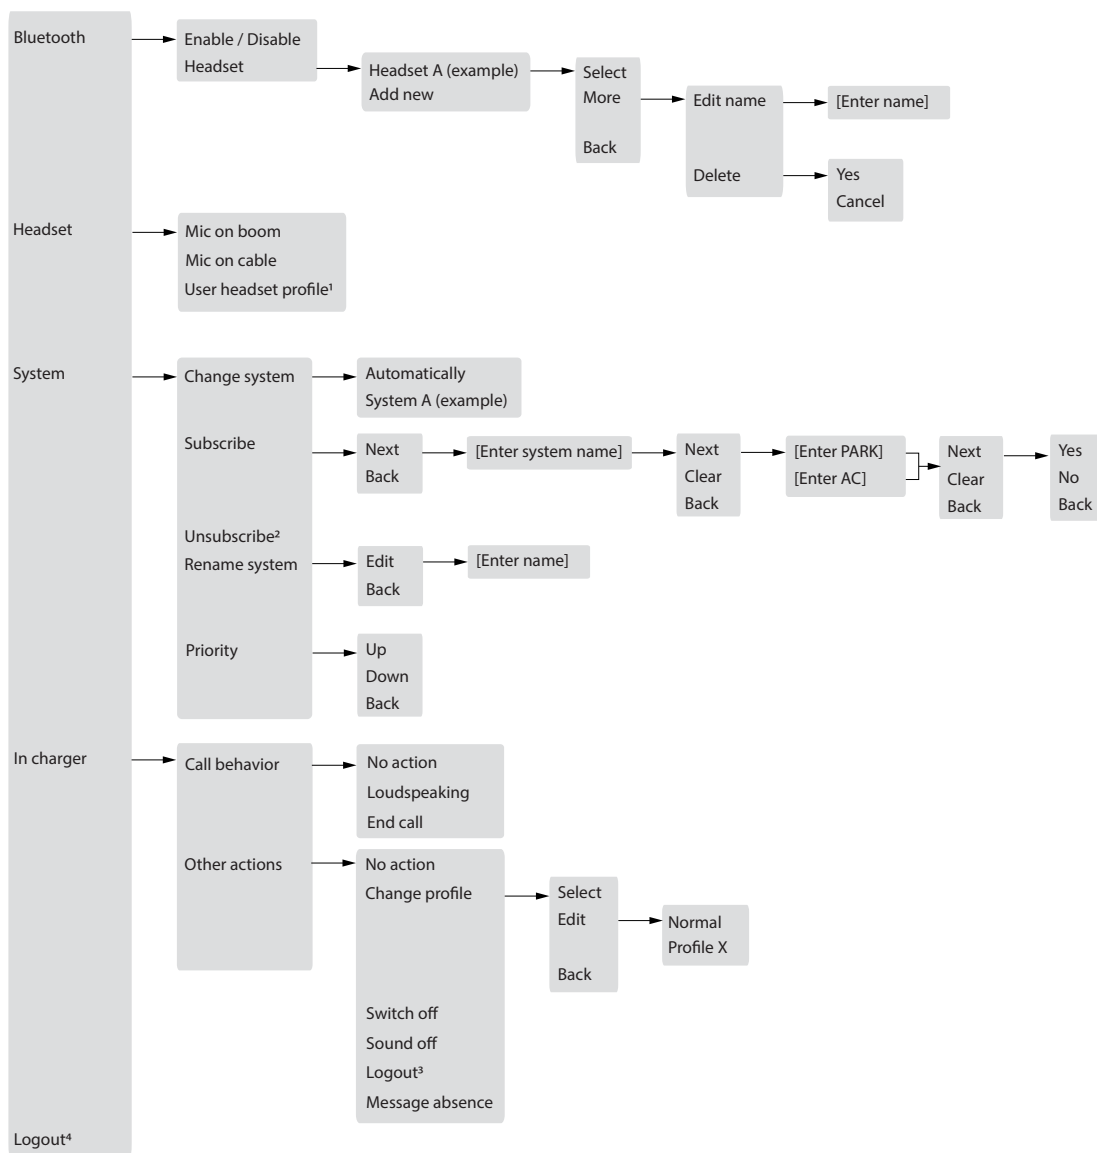 Bluetooth
Enable / Disable
Headset
Headset A (example)
Add new
Select
More
Back
Edit name
Delete
[Enter name]
Yes
Cancel
Headset
Mic on boom
Mic on cable
User headset profile¹
System
Change system
Automatically
System A (example)
Subscribe
Next
Back
[Enter system name]
Next
Clear
Back
[Enter PARK]
[Enter AC]
Next
Clear
Back
Yes
No
Back
Unsubscribe²
Rename system
Edit
Back
[Enter name]
Priority
Up
Down
Back
In charger
Call behavior
No action
Loudspeaking
End call
Other actions
No action
Change profile
Select
Edit
Back
Normal
Profile X
Switch off
Sound off
Logout³
Message absence
Logout⁴